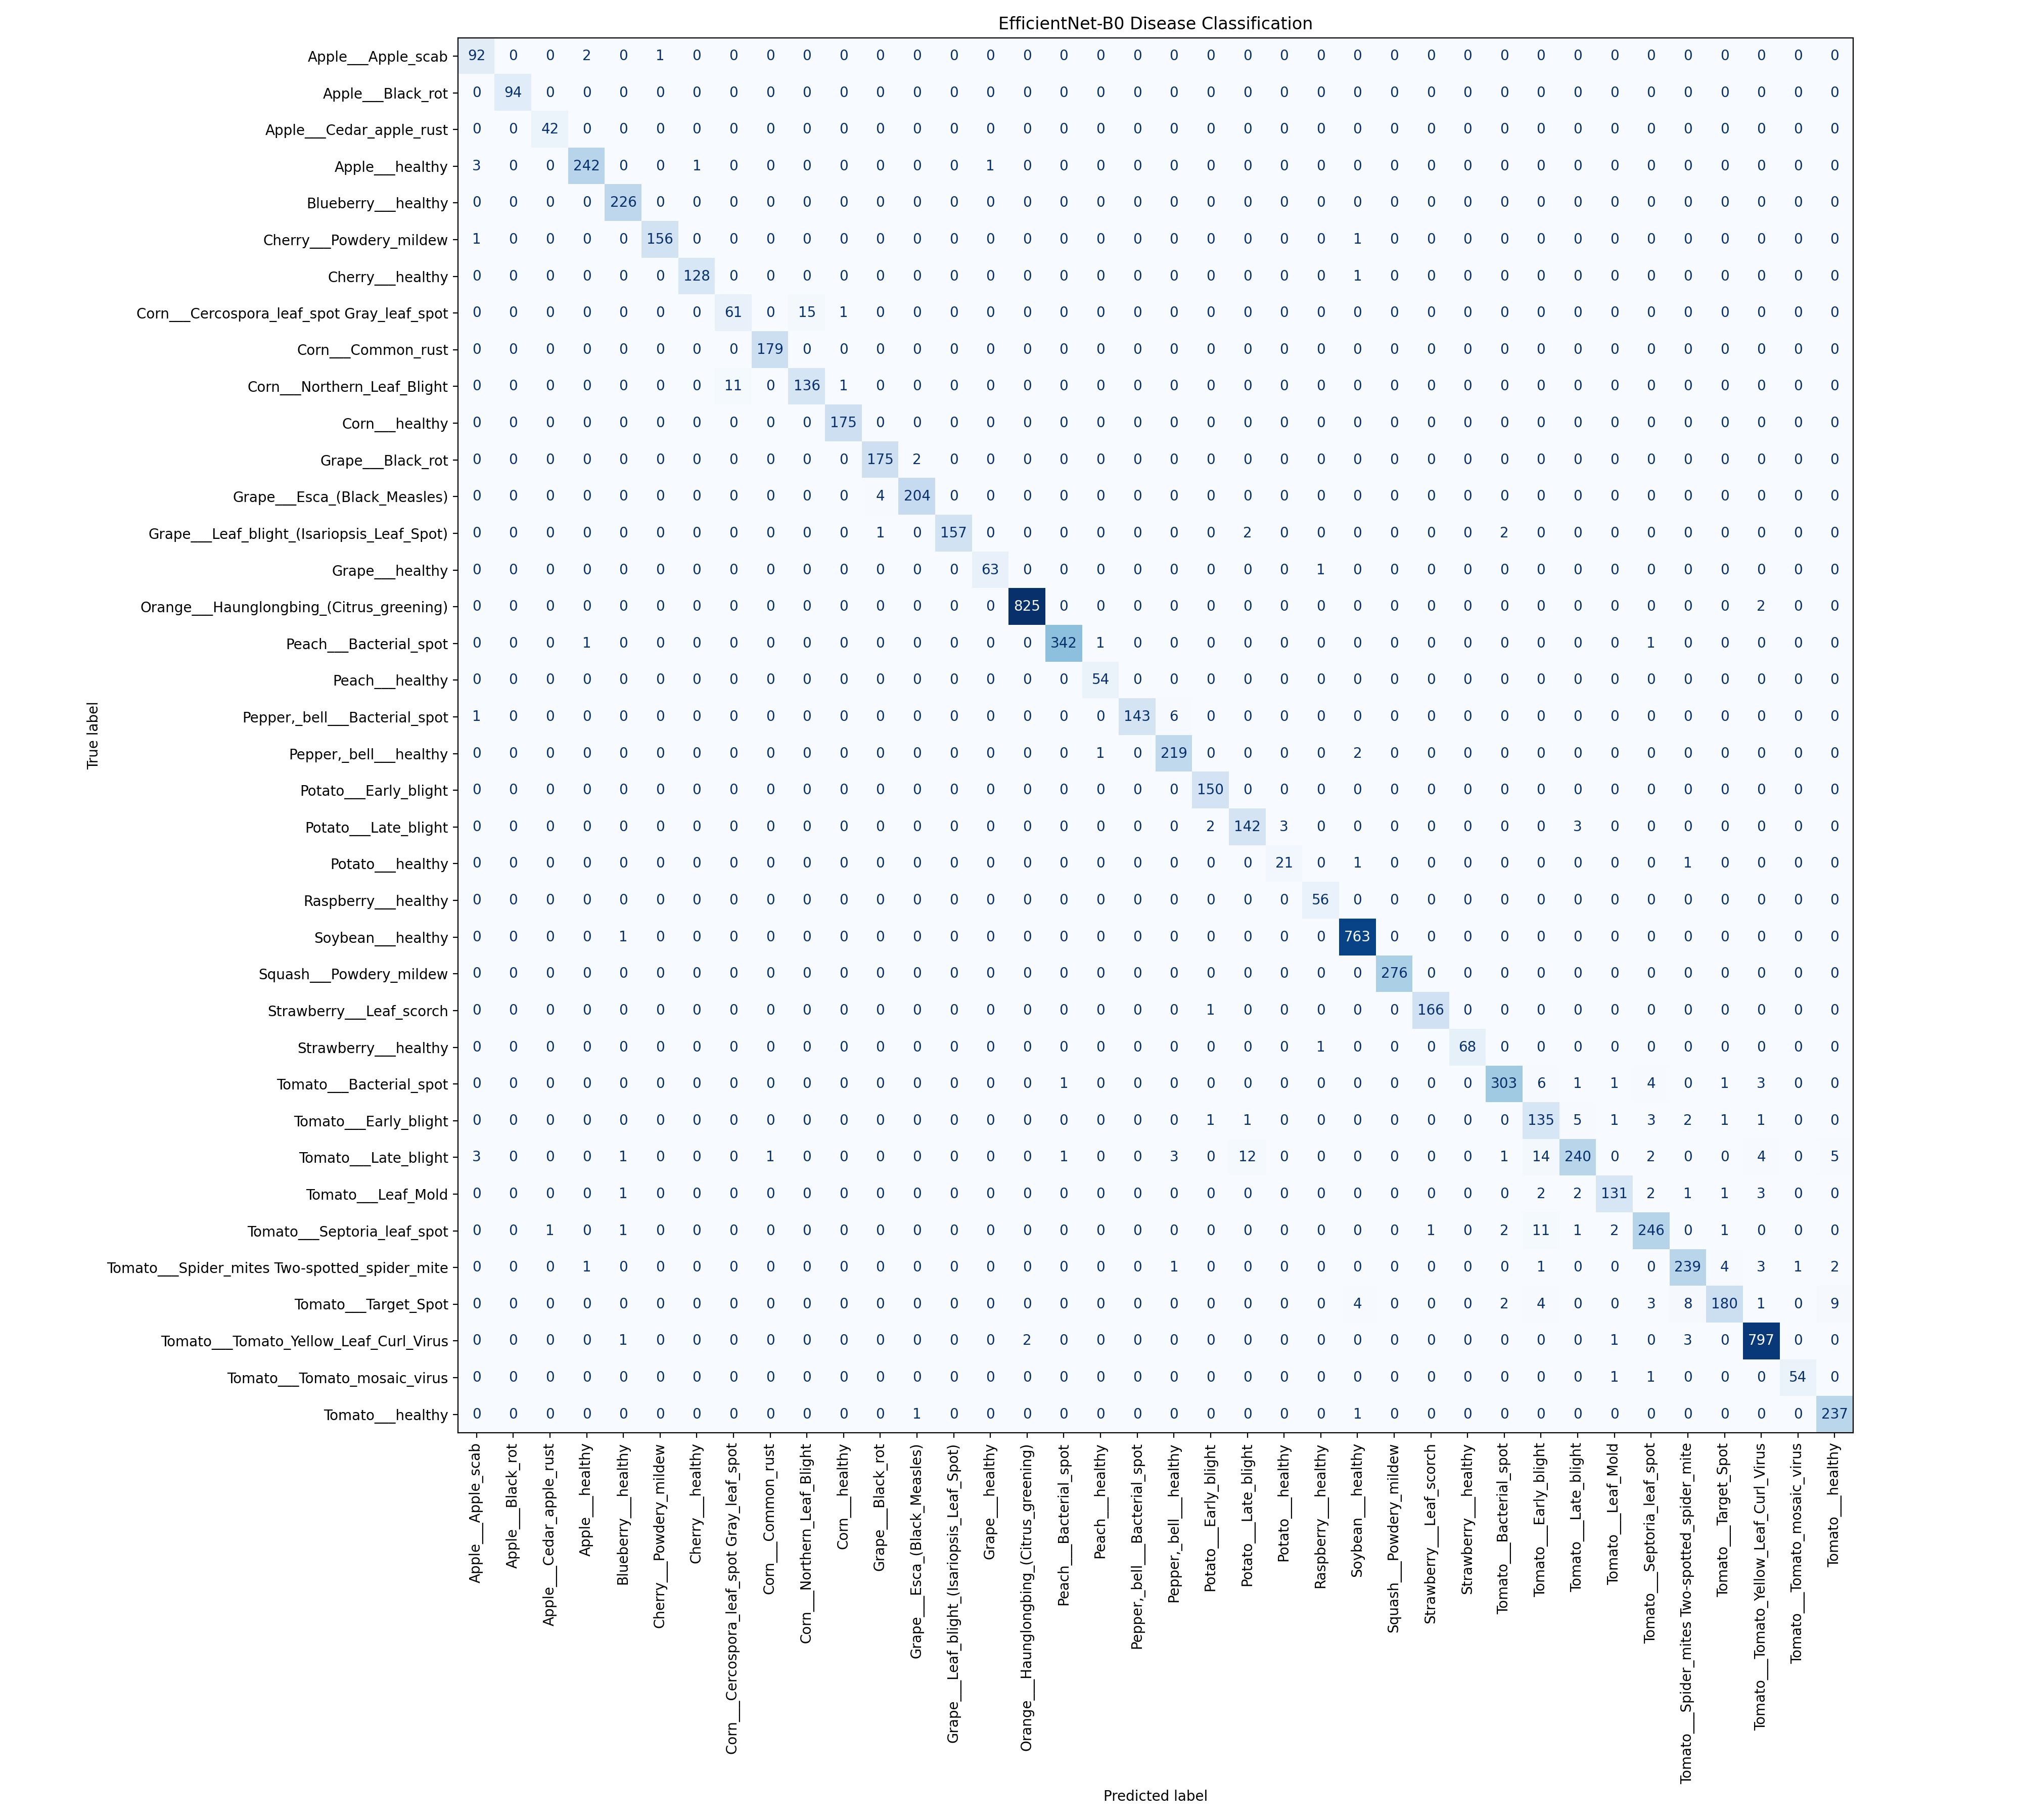 EfficientNet-B0 Disease Classification
Apple___Apple_scab 92 0 0 2 0 1 0 0 0 0 0 0 0 0 0 0 0 0 0 0 0 0 0 0 0 0 0 0 0 0 0 0 0 0 0 0 0 0
Apple___Black_rot 0 94 0 0 0 0 0 0 0 0 0 0 0 0 0 0 0 0 0 0 0 0 0 0 0 0 0 0 0 0 0 0 0 0 0 0 0 0
Apple___Cedar_apple_rust 0 0 42 0 0 0 0 0 0 0 0 0 0 0 0 0 0 0 0 0 0 0 0 0 0 0 0 0 0 0 0 0 0 0 0 0 0 0
Apple___healthy 3 0 0 242 0 0 1 0 0 0 0 0 0 0 1 0 0 0 0 0 0 0 0 0 0 0 0 0 0 0 0 0 0 0 0 0 0 0
Blueberry___healthy 0 0 0 0 226 0 0 0 0 0 0 0 0 0 0 0 0 0 0 0 0 0 0 0 0 0 0 0 0 0 0 0 0 0 0 0 0 0
Cherry___Powdery_mildew 1 0 0 0 0 156 0 0 0 0 0 0 0 0 0 0 0 0 0 0 0 0 0 0 1 0 0 0 0 0 0 0 0 0 0 0 0 0
Cherry___healthy 0 0 0 0 0 0 128 0 0 0 0 0 0 0 0 0 0 0 0 0 0 0 0 0 1 0 0 0 0 0 0 0 0 0 0 0 0 0
Corn___Cercospora_leaf_spot Gray_leaf_spot 0 0 0 0 0 0 0 61 0 15 1 0 0 0 0 0 0 0 0 0 0 0 0 0 0 0 0 0 0 0 0 0 0 0 0 0 0 0
Corn___Common_rust 0 0 0 0 0 0 0 0 179 0 0 0 0 0 0 0 0 0 0 0 0 0 0 0 0 0 0 0 0 0 0 0 0 0 0 0 0 0
Corn___Northern_Leaf_Blight 0 0 0 0 0 0 0 11 0 136 1 0 0 0 0 0 0 0 0 0 0 0 0 0 0 0 0 0 0 0 0 0 0 0 0 0 0 0
Corn___healthy 0 0 0 0 0 0 0 0 0 0 175 0 0 0 0 0 0 0 0 0 0 0 0 0 0 0 0 0 0 0 0 0 0 0 0 0 0 0
Grape___Black_rot 0 0 0 0 0 0 0 0 0 0 0 175 2 0 0 0 0 0 0 0 0 0 0 0 0 0 0 0 0 0 0 0 0 0 0 0 0 0
Grape___Esca_(Black_Measles) 0 0 0 0 0 0 0 0 0 0 0 4 204 0 0 0 0 0 0 0 0 0 0 0 0 0 0 0 0 0 0 0 0 0 0 0 0 0
Grape___Leaf_blight_(Isariopsis_Leaf_Spot) 0 0 0 0 0 0 0 0 0 0 0 1 0 157 0 0 0 0 0 0 0 2 0 0 0 0 0 0 2 0 0 0 0 0 0 0 0 0
Grape___healthy 0 0 0 0 0 0 0 0 0 0 0 0 0 0 63 0 0 0 0 0 0 0 0 1 0 0 0 0 0 0 0 0 0 0 0 0 0 0
Orange___Haunglongbing_(Citrus_greening) 0 0 0 0 0 0 0 0 0 0 0 0 0 0 0 825 0 0 0 0 0 0 0 0 0 0 0 0 0 0 0 0 0 0 0 2 0 0
Peach___Bacterial_spot 0 0 0 1 0 0 0 0 0 0 0 0 0 0 0 0 342 1 0 0 0 0 0 0 0 0 0 0 0 0 0 0 1 0 0 0 0 0
Peach___healthy 0 0 0 0 0 0 0 0 0 0 0 0 0 0 0 0 0 54 0 0 0 0 0 0 0 0 0 0 0 0 0 0 0 0 0 0 0 0
Pepper,_bell___Bacterial_spot 1 0 0 0 0 0 0 0 0 0 0 0 0 0 0 0 0 0 143 6 0 0 0 0 0 0 0 0 0 0 0 0 0 0 0 0 0 0
Pepper,_bell___healthy 0 0 0 0 0 0 0 0 0 0 0 0 0 0 0 0 0 1 0 219 0 0 0 0 2 0 0 0 0 0 0 0 0 0 0 0 0 0
Potato___Early_blight 0 0 0 0 0 0 0 0 0 0 0 0 0 0 0 0 0 0 0 0 150 0 0 0 0 0 0 0 0 0 0 0 0 0 0 0 0 0
Potato___Late_blight 0 0 0 0 0 0 0 0 0 0 0 0 0 0 0 0 0 0 0 0 2 142 3 0 0 0 0 0 0 0 3 0 0 0 0 0 0 0
Potato___healthy 0 0 0 0 0 0 0 0 0 0 0 0 0 0 0 0 0 0 0 0 0 0 21 0 1 0 0 0 0 0 0 0 0 1 0 0 0 0
Raspberry___healthy 0 0 0 0 0 0 0 0 0 0 0 0 0 0 0 0 0 0 0 0 0 0 0 56 0 0 0 0 0 0 0 0 0 0 0 0 0 0
Soybean___healthy 0 0 0 0 1 0 0 0 0 0 0 0 0 0 0 0 0 0 0 0 0 0 0 0 763 0 0 0 0 0 0 0 0 0 0 0 0 0
Squash___Powdery_mildew 0 0 0 0 0 0 0 0 0 0 0 0 0 0 0 0 0 0 0 0 0 0 0 0 0 276 0 0 0 0 0 0 0 0 0 0 0 0
Strawberry___Leaf_scorch 0 0 0 0 0 0 0 0 0 0 0 0 0 0 0 0 0 0 0 0 1 0 0 0 0 0 166 0 0 0 0 0 0 0 0 0 0 0
Strawberry___healthy 0 0 0 0 0 0 0 0 0 0 0 0 0 0 0 0 0 0 0 0 0 0 0 1 0 0 0 68 0 0 0 0 0 0 0 0 0 0
Tomato___Bacterial_spot 0 0 0 0 0 0 0 0 0 0 0 0 0 0 0 0 1 0 0 0 0 0 0 0 0 0 0 0 303 6 1 1 4 0 1 3 0 0
Tomato___Early_blight 0 0 0 0 0 0 0 0 0 0 0 0 0 0 0 0 0 0 0 0 1 1 0 0 0 0 0 0 0 135 5 1 3 2 1 1 0 0
Tomato___Late_blight 3 0 0 0 1 0 0 0 1 0 0 0 0 0 0 0 1 0 0 3 0 12 0 0 0 0 0 0 1 14 240 0 2 0 0 4 0 5
Tomato___Leaf_Mold 0 0 0 0 1 0 0 0 0 0 0 0 0 0 0 0 0 0 0 0 0 0 0 0 0 0 0 0 0 2 2 131 2 1 1 3 0 0
Tomato___Septoria_leaf_spot 0 0 1 0 1 0 0 0 0 0 0 0 0 0 0 0 0 0 0 0 0 0 0 0 0 0 1 0 2 11 1 2 246 0 1 0 0 0
Tomato___Spider_mites Two-spotted_spider_mite 0 0 0 1 0 0 0 0 0 0 0 0 0 0 0 0 0 0 0 1 0 0 0 0 0 0 0 0 0 1 0 0 0 239 4 3 1 2
Tomato___Target_Spot 0 0 0 0 0 0 0 0 0 0 0 0 0 0 0 0 0 0 0 0 0 0 0 0 4 0 0 0 2 4 0 0 3 8 180 1 0 9
Tomato___Tomato_Yellow_Leaf_Curl_Virus 0 0 0 0 1 0 0 0 0 0 0 0 0 0 0 2 0 0 0 0 0 0 0 0 0 0 0 0 0 0 0 1 0 3 0 797 0 0
Tomato___Tomato_mosaic_virus 0 0 0 0 0 0 0 0 0 0 0 0 0 0 0 0 0 0 0 0 0 0 0 0 0 0 0 0 0 0 0 1 1 0 0 0 54 0
Tomato___healthy 0 0 0 0 0 0 0 0 0 0 0 0 1 0 0 0 0 0 0 0 0 0 0 0 1 0 0 0 0 0 0 0 0 0 0 0 0 237
True label
Apple___Apple_scab
Apple___Black_rot
Apple___Cedar_apple_rust
Apple___healthy
Blueberry___healthy
Cherry___Powdery_mildew
Cherry___healthy
Corn___Cercospora_leaf_spot Gray_leaf_spot
Corn___Common_rust
Corn___Northern_Leaf_Blight
Corn___healthy
Grape___Black_rot
Grape___Esca_(Black_Measles)
Grape___Leaf_blight_(Isariopsis_Leaf_Spot)
Grape___healthy
Orange___Haunglongbing_(Citrus_greening)
Peach___Bacterial_spot
Peach___healthy
Pepper,_bell___Bacterial_spot
Pepper,_bell___healthy
Potato___Early_blight
Potato___Late_blight
Potato___healthy
Raspberry___healthy
Soybean___healthy
Squash___Powdery_mildew
Strawberry___Leaf_scorch
Strawberry___healthy
Tomato___Bacterial_spot
Tomato___Early_blight
Tomato___Late_blight
Tomato___Leaf_Mold
Tomato___Septoria_leaf_spot
Tomato___Spider_mites Two-spotted_spider_mite
Tomato___Target_Spot
Tomato___Tomato_Yellow_Leaf_Curl_Virus
Tomato___Tomato_mosaic_virus
Tomato___healthy
Predicted label